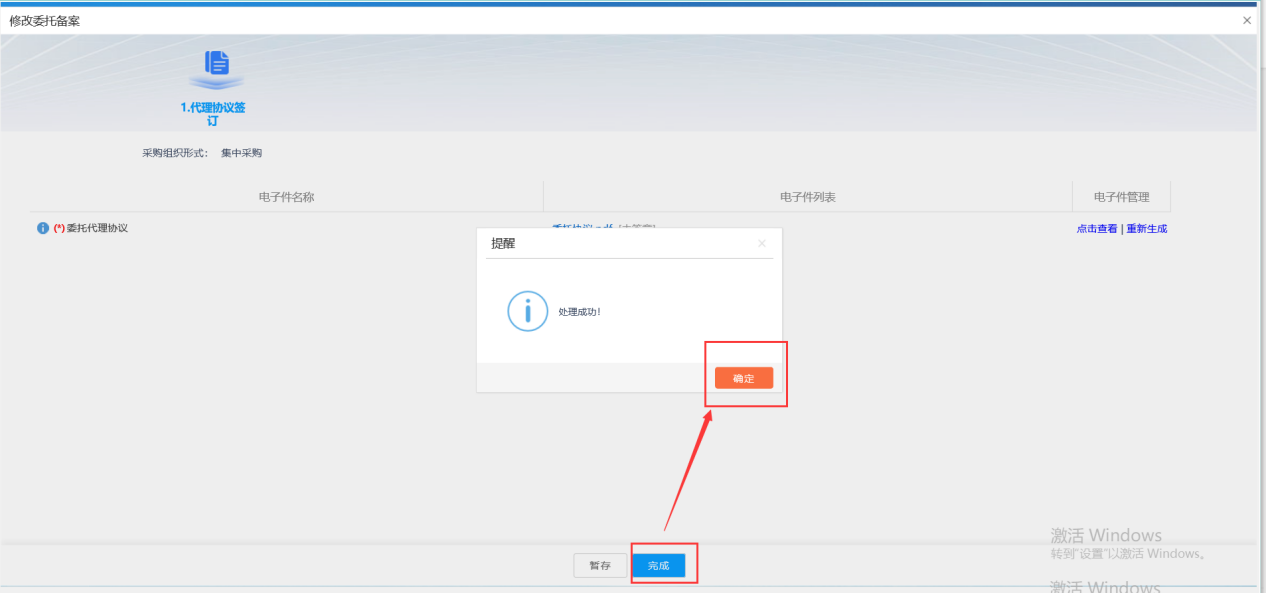 修改委托备案
×
1.代理协议签
订
采购组织形式： 集中采购
电子件名称 电子件列表 电子件管理
i (*)委托代理协议 点击查看 | 重新生成
提醒 ×
i 处理成功!
确定
暂存 完成
激活 Windows
转到"设置"以激活 Windows。
激活 Windows